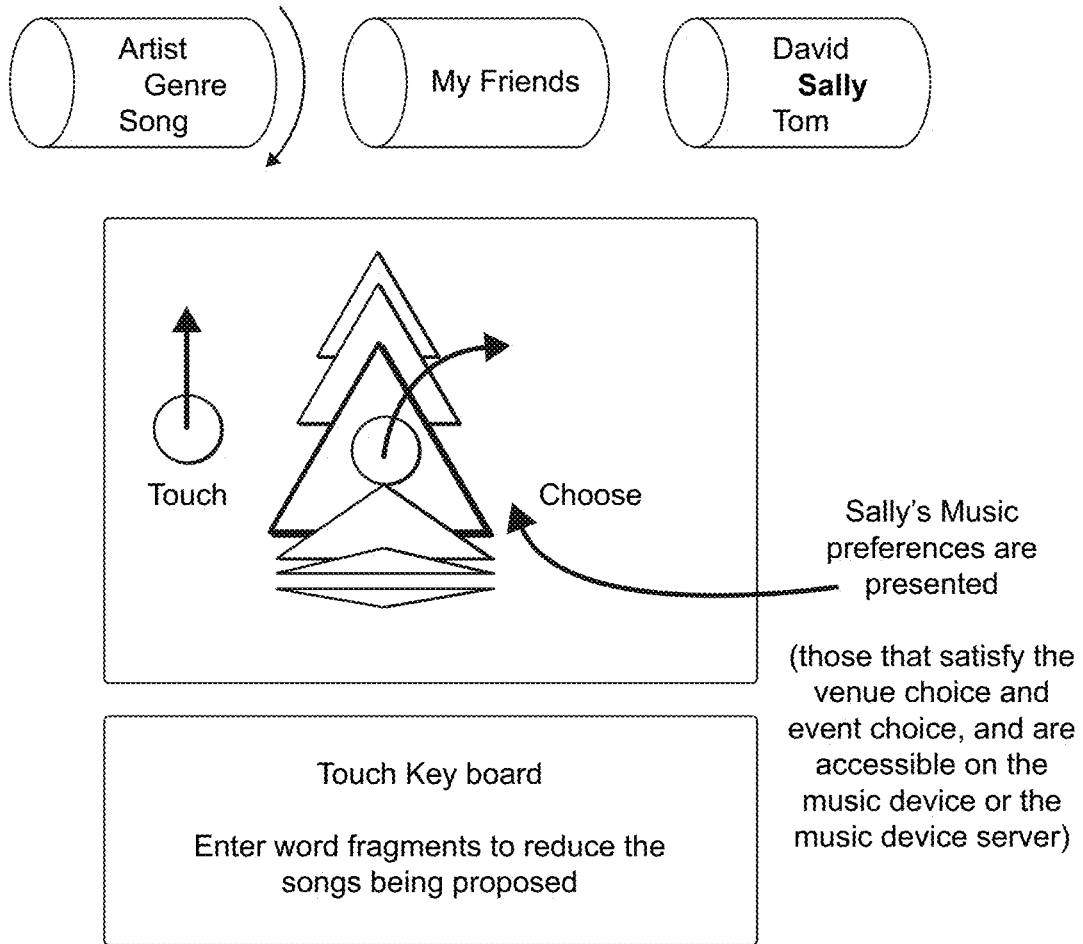 Artist
Genre
Song
My Friends
David
Sally
Tom
Touch
Choose
Sally's Music
preferences are
presented
(those that satisfy the
venue choice and
event choice, and are
accessible on the
music device or the
music device server)
Touch Key board
Enter word fragments to reduce the
songs being proposed